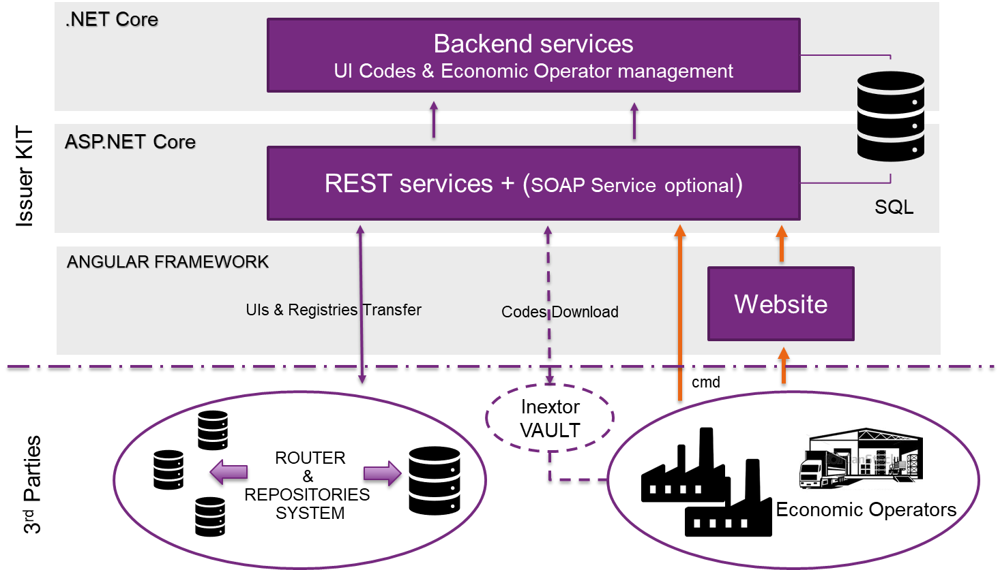 .NET Core
Backend services
UI Codes & Economic Operator management
Issuer KIT
ASP.NET Core
REST services + (SOAP Service optional)
SQL
ANGULAR FRAMEWORK
UIs & Registries Transfer
Codes Download
Website
cmd
Inextor
VAULT
3rd Parties
ROUTER
&
REPOSITORIES
SYSTEM
Economic Operators